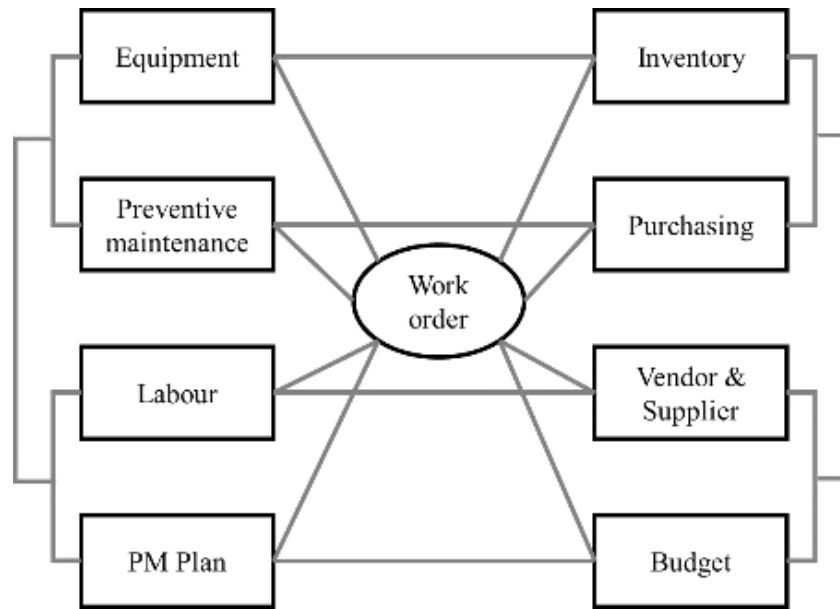 Equipment
Inventory
Preventive
maintenance
Purchasing
Work
order
Labour
Vendor &
Supplier
PM Plan
Budget